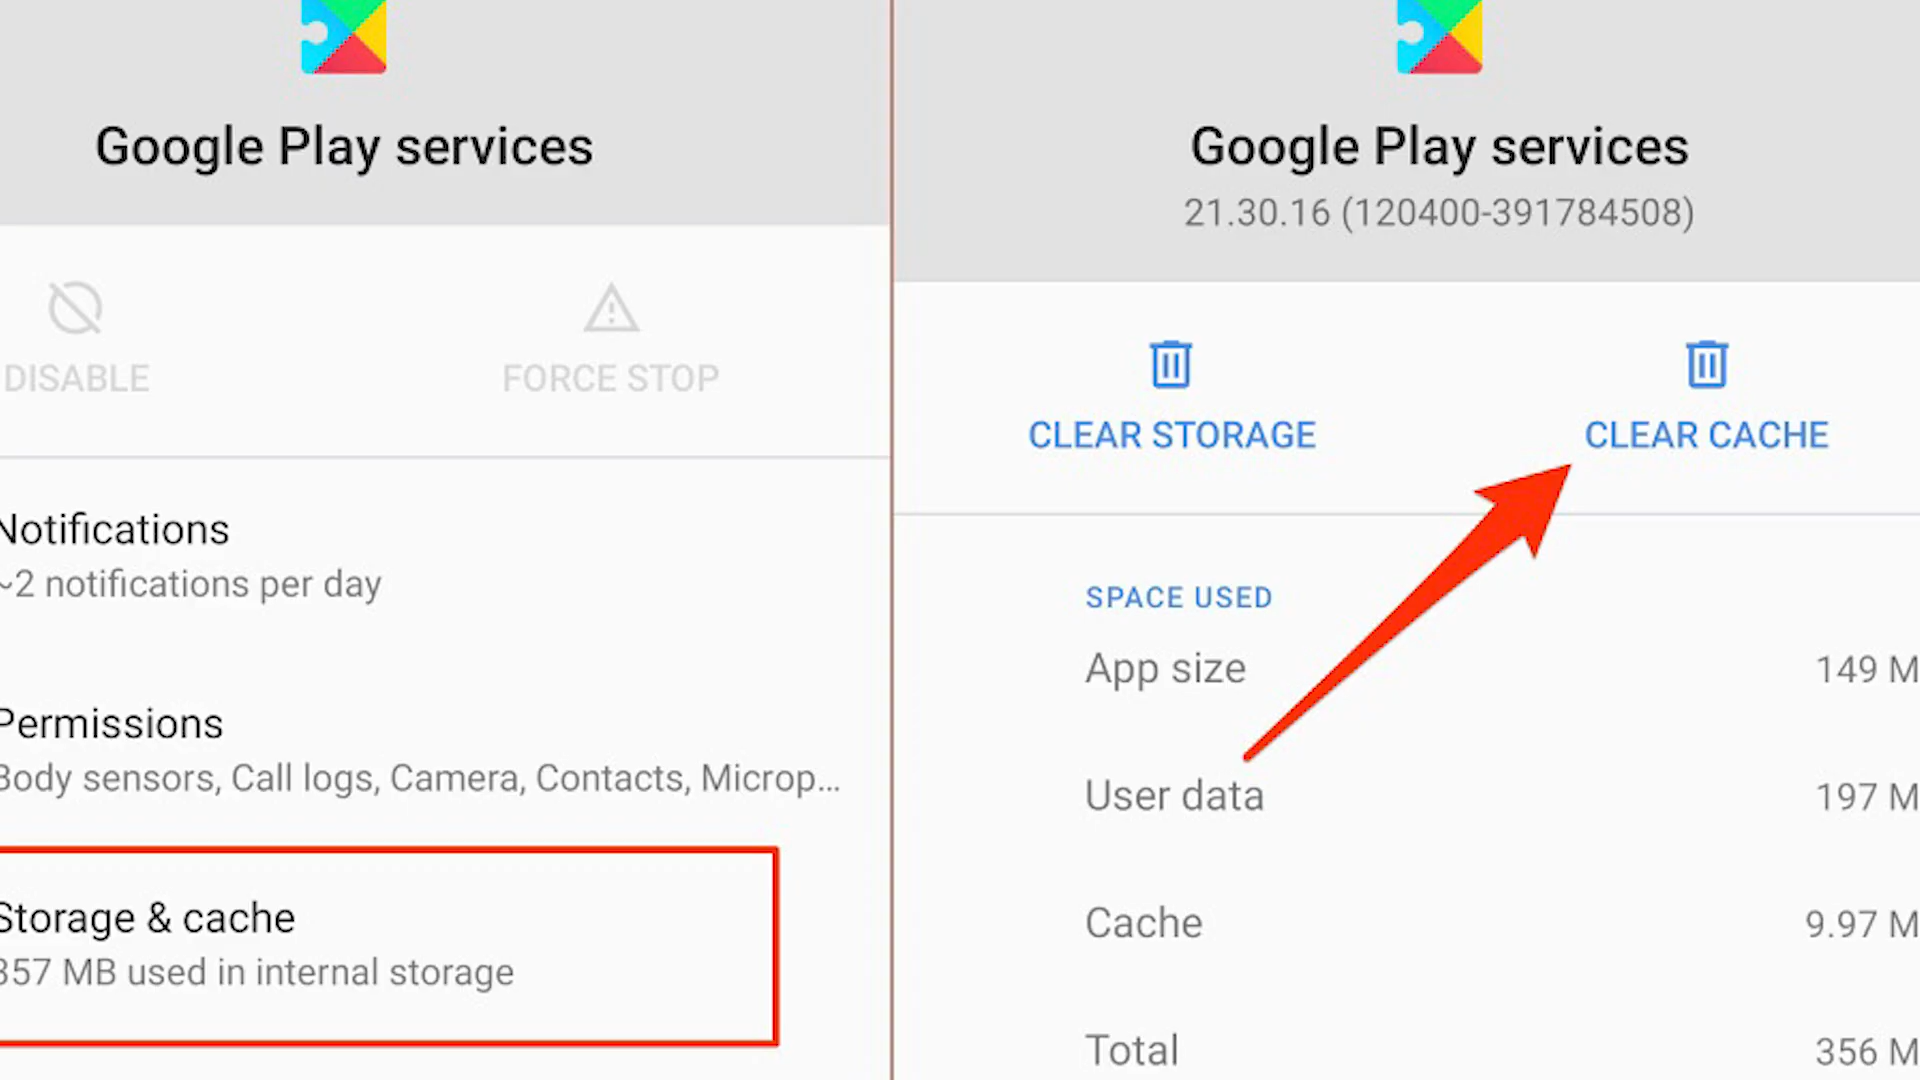 Google Play services
DISABLE
FORCE STOP
Notifications
~2 notifications per day
Permissions
Body sensors, Call logs, Camera, Contacts, Microp...
Storage & cache
357 MB used in internal storage
Google Play services
21.30.16 (120400-391784508)
CLEAR STORAGE
CLEAR CACHE
SPACE USED
App size
149 M
User data
197 M
Cache
9.97 M
Total
356 M